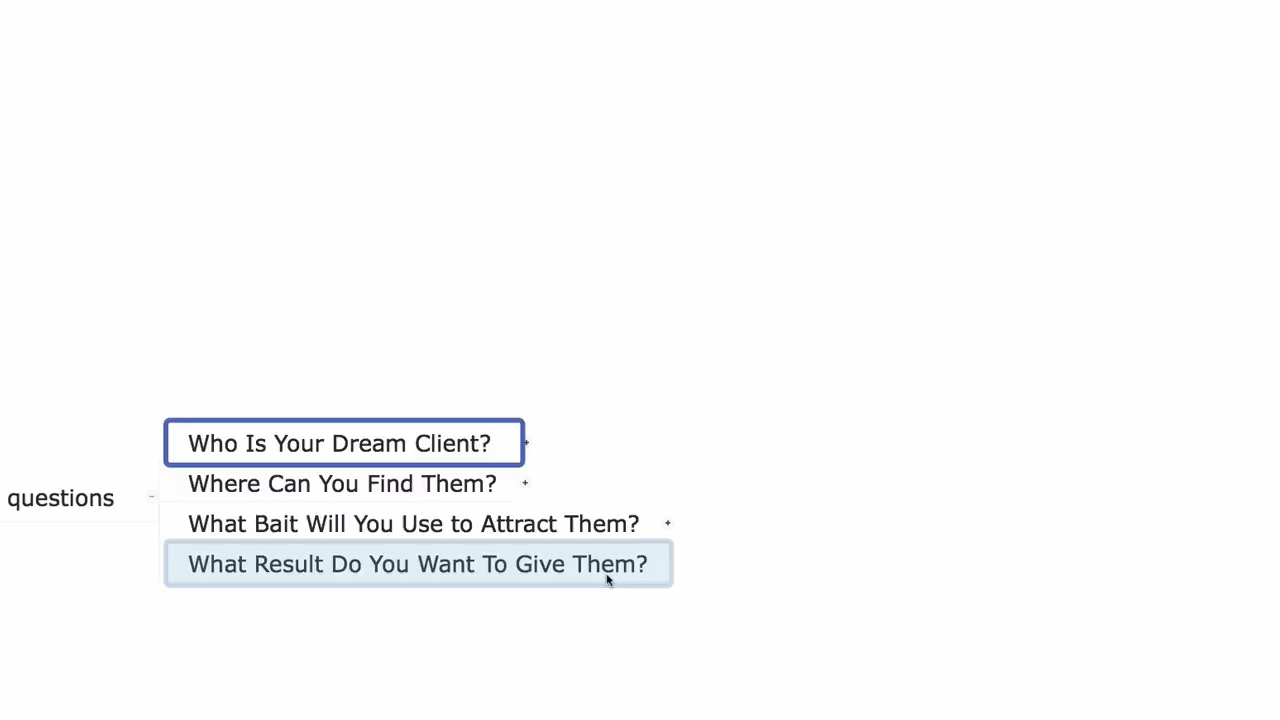 Who Is Your Dream Client?
Where Can You Find Them?
questions
What Bait Will You Use to Attract Them?
What Result Do You Want To Give Them?